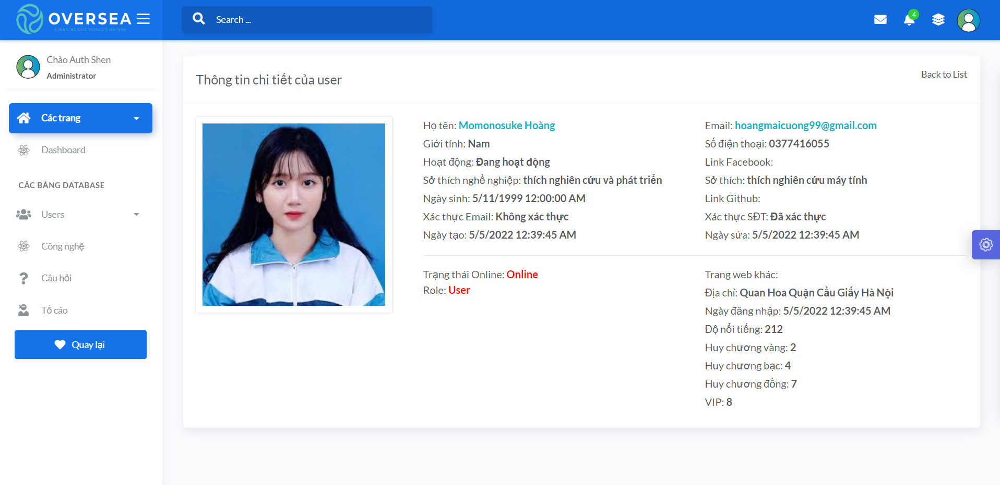 OVERSEA
CLEANING OUR WORLD'S WATERS
Search ...
4
Chào Auth Shen
Administrator
Các trang
Dashboard
CÁC BẢNG DATABASE
Users
Công nghệ
Câu hỏi
Tố cáo
Quay lại
Thông tin chi tiết của user
Back to List
Họ tên: Momonosuke Hoàng
Giới tính: Nam
Hoạt động: Đang hoạt động
Sở thích nghề nghiệp: thích nghiên cứu và phát triển
Ngày sinh: 5/11/1999 12:00:00 AM
Xác thực Email: Không xác thực
Ngày tạo: 5/5/2022 12:39:45 AM
Email: hoangmaicuong99@gmail.com
Số điện thoại: 0377416055
Link Facebook:
Sở thích: thích nghiên cứu máy tính
Link Github:
Xác thực SĐT: Đã xác thực
Ngày sửa: 5/5/2022 12:39:45 AM
Trạng thái Online: Online
Role: User
Trang web khác:
Địa chỉ: Quan Hoa Quận Cầu Giấy Hà Nội
Ngày đăng nhập: 5/5/2022 12:39:45 AM
Độ nổi tiếng: 212
Huy chương vàng: 2
Huy chương bạc: 4
Huy chương đồng: 7
VIP: 8